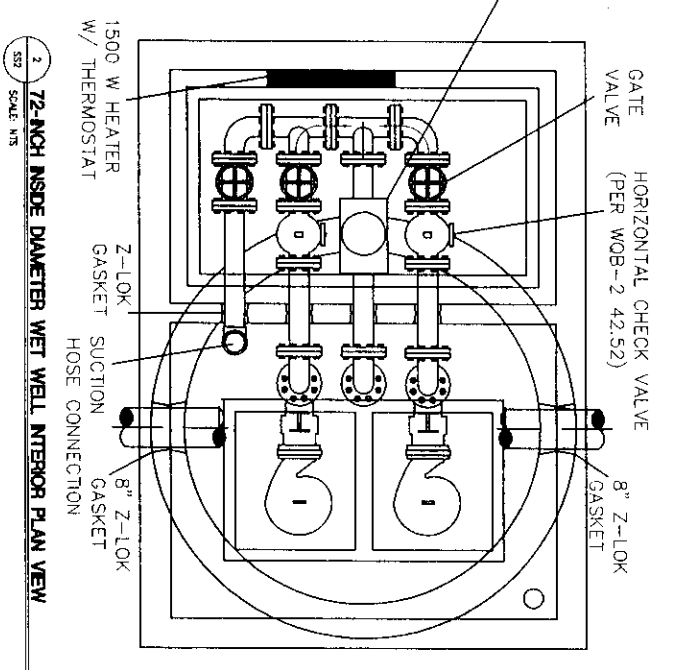 GATE
VALVE
HORIZONTAL CHECK VALVE
(PER WQB-2 42.52)
8" Z-LOK
GASKET
1500 W HEATER
W/ THERMOSTAT
Z-LOK
GASKET
SUCTION
HOSE CONNECTION
8" Z-LOK
GASKET
2
SS2
72-INCH INSIDE DIAMETER WET WELL INTERIOR PLAN VIEW
SCALE: NTS